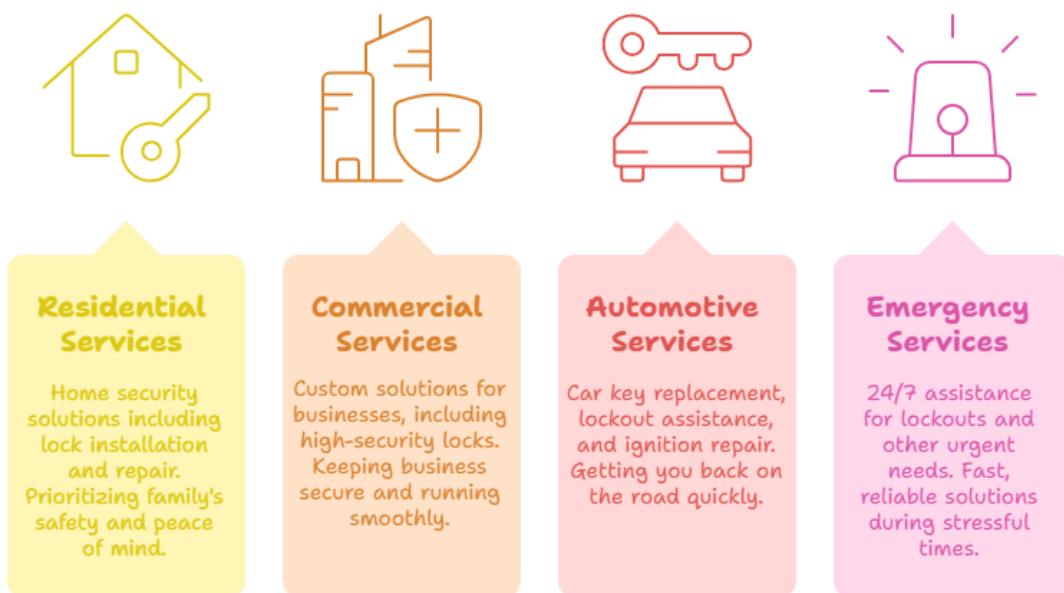 Residential
Services
Home security
solutions including
lock installation
and repair.
Prioritizing family's
safety and peace
of mind.
Commercial
Services
Custom solutions for
businesses, including
high-security locks.
Keeping business
secure and running
smoothly.
Automotive
Services
Car key replacement,
lockout assistance,
and ignition repair.
Getting you back on
the road quickly.
Emergency
Services
24/7 assistance
for lockouts and
other urgent
needs. Fast,
reliable solutions
during stressful
times.